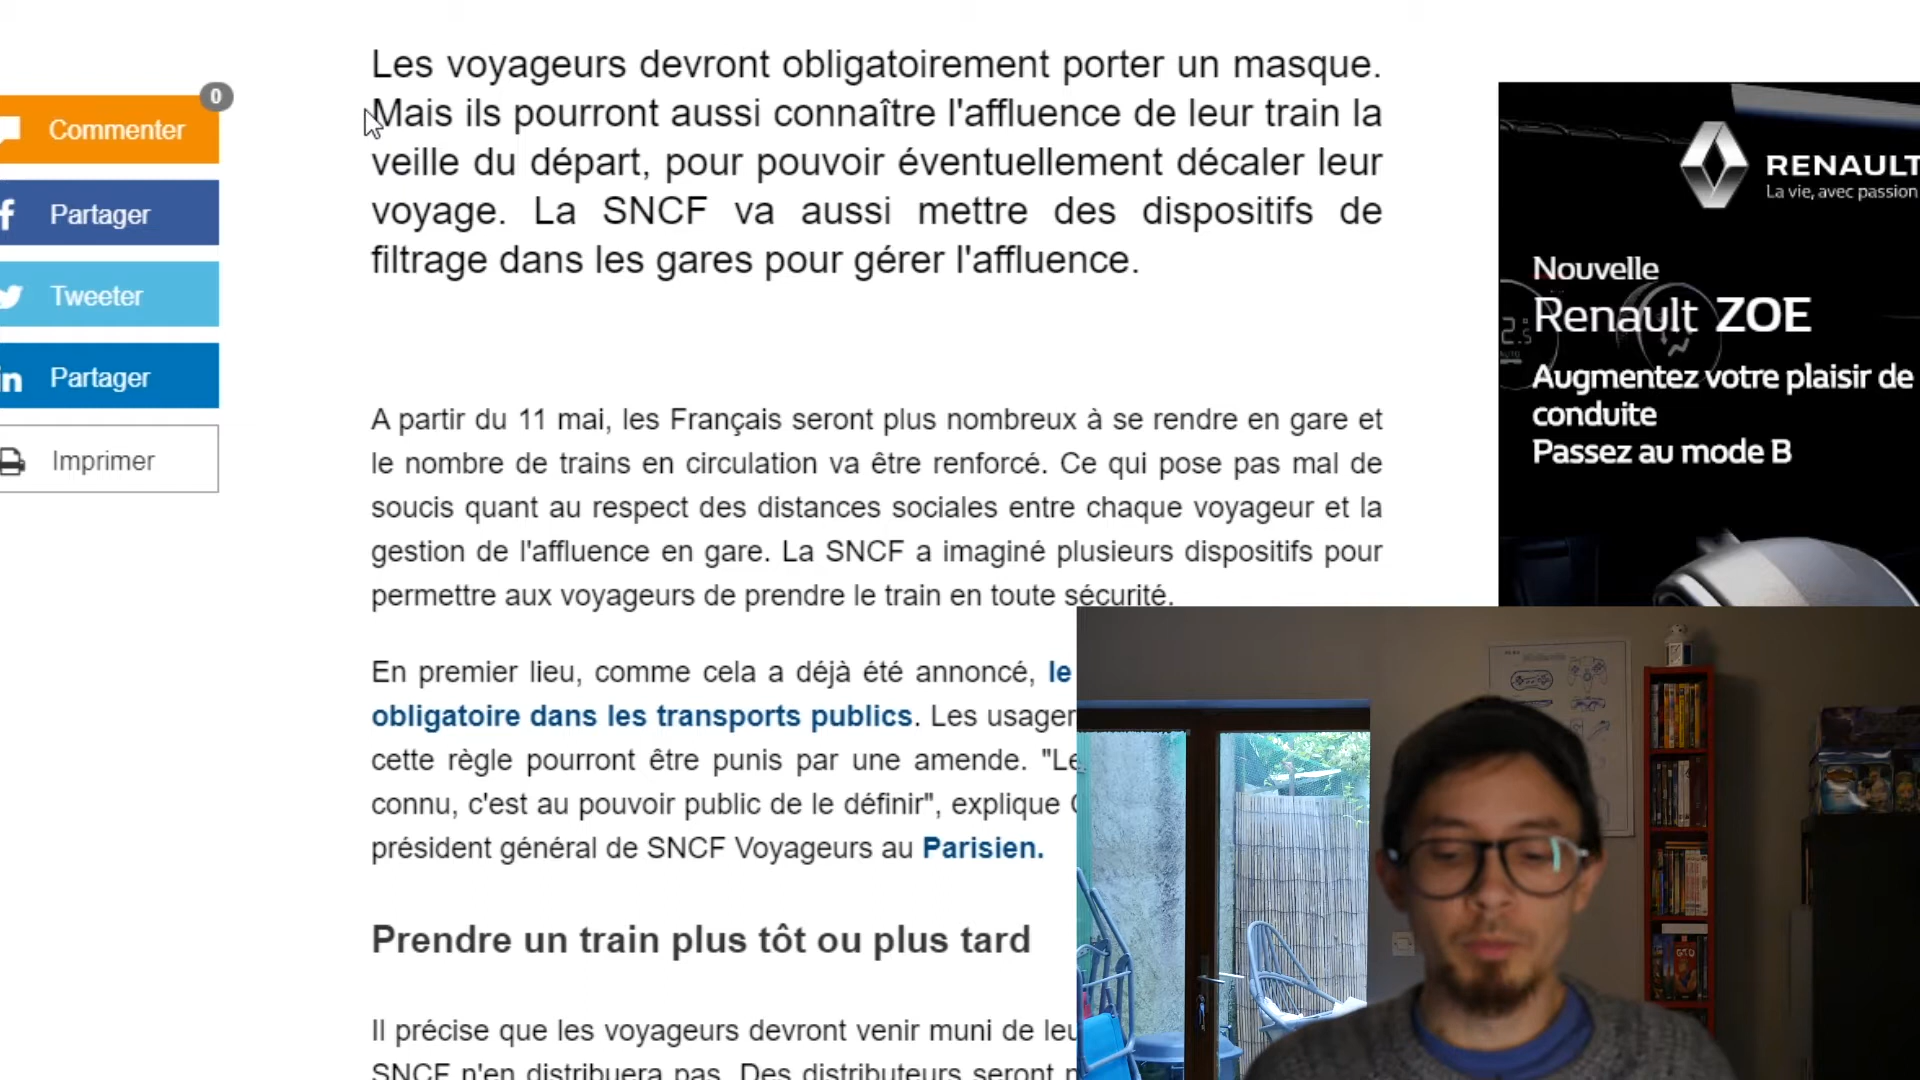 0
Commenter
Partager
Tweeter
Partager
Imprimer
Les voyageurs devront obligatoirement porter un masque.
Mais ils pourront aussi connaître l'affluence de leur train la
veille du départ, pour pouvoir éventuellement décaler leur
voyage. La SNCF va aussi mettre des dispositifs de
filtrage dans les gares pour gérer l'affluence.
A partir du 11 mai, les Français seront plus nombreux à se rendre en gare et
le nombre de trains en circulation va être renforcé. Ce qui pose pas mal de
soucis quant au respect des distances sociales entre chaque voyageur et la
gestion de l'affluence en gare. La SNCF a imaginé plusieurs dispositifs pour
permettre aux voyageurs de prendre le train en toute sécurité.
En premier lieu, comme cela a déjà été annoncé, le
obligatoire dans les transports publics. Les usager
cette règle pourront être punis par une amende. "Le
connu, c'est au pouvoir public de le définir", explique
président général de SNCF Voyageurs au Parisien.
Prendre un train plus tôt ou plus tard
Il précise que les voyageurs devront venir muni de leu
SNCF n'en distribuera pas. Des distributeurs seront
RENAULT
La vie, avec passion
Nouvelle
Renault ZOE
Augmentez votre plaisir de
conduite
Passez au mode B